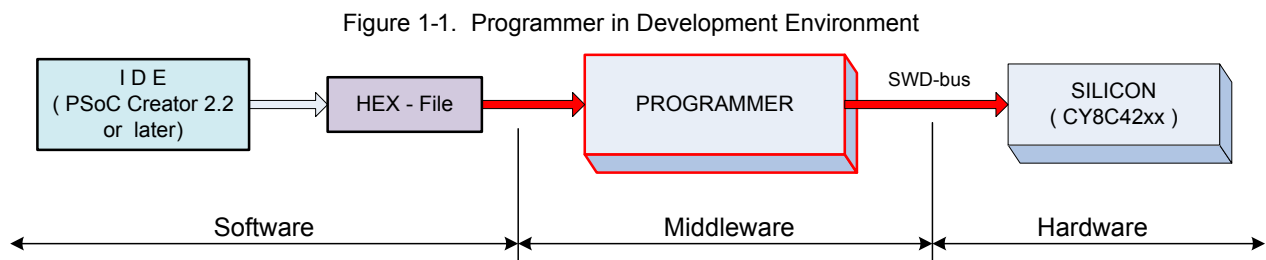 Figure 1-1. Programmer in Development Environment
I D E
( PSoC Creator 2.2
or later)
HEX - File
PROGRAMMER
SWD-bus
SILICON
( CY8C42xx )
Software
Middleware
Hardware